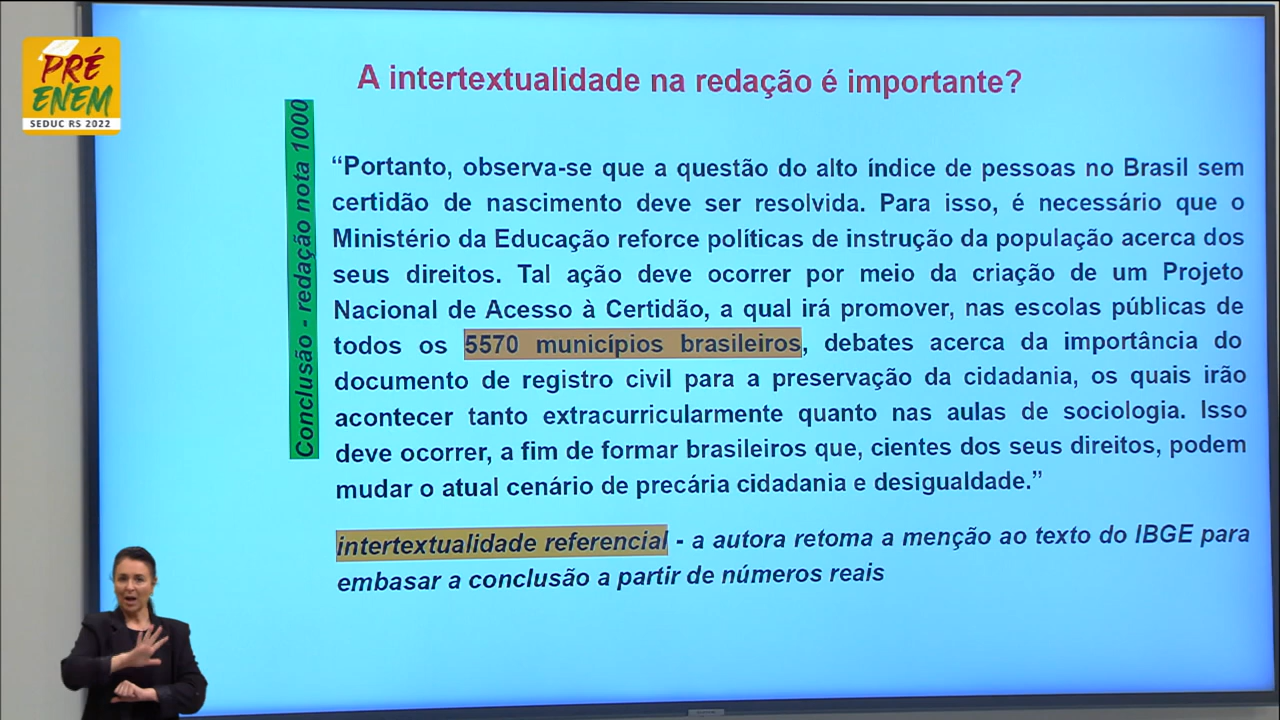 PRÉ
ENEM
SEDUC RS 2022
A intertextualidade na redação é importante?
Conclusão - redação nota 1000
“Portanto, observa-se que a questão do alto índice de pessoas no Brasil sem
certidão de nascimento deve ser resolvida. Para isso, é necessário que o
Ministério da Educação reforce políticas de instrução da população acerca dos
seus direitos. Tal ação deve ocorrer por meio da criação de um Projeto
Nacional de Acesso à Certidão, a qual irá promover, nas escolas públicas de
todos os 5570 municípios brasileiros, debates acerca da importância do
documento de registro civil para a preservação da cidadania, os quais irão
acontecer tanto extracurricularmente quanto nas aulas de sociologia. Isso
deve ocorrer, a fim de formar brasileiros que, cientes dos seus direitos, podem
mudar o atual cenário de precária cidadania e desigualdade.”
intertextualidade referencial - a autora retoma a menção ao texto do IBGE para
embasar a conclusão a partir de números reais